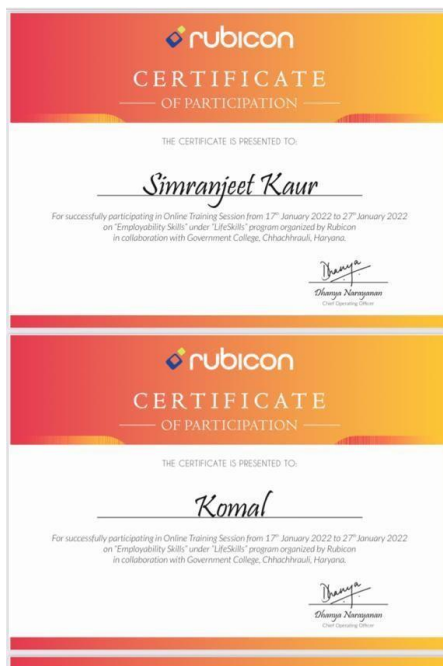 rubicon
CERTIFICATE
OF PARTICIPATION
THE CERTIFICATE IS PRESENTED TO:
Simranjeet Kaur
For successfully participating in Online Training Session from 17th January 2022 to 27th January 2022
on "Employability Skills" under "LifeSkills" program organized by Rubicon
in collaboration with Government College, Chhachhrauli, Haryana.
Dhanya
Dhanya Narayanan
Chief Operating Officer
rubicon
CERTIFICATE
OF PARTICIPATION
THE CERTIFICATE IS PRESENTED TO:
Komal
For successfully participating in Online Training Session from 17th January 2022 to 27th January 2022
on "Employability Skills" under "LifeSkills" program organized by Rubicon
in collaboration with Government College, Chhachhrauli, Haryana.
Dhanya
Dhanya Narayanan
Chief Operating Officer